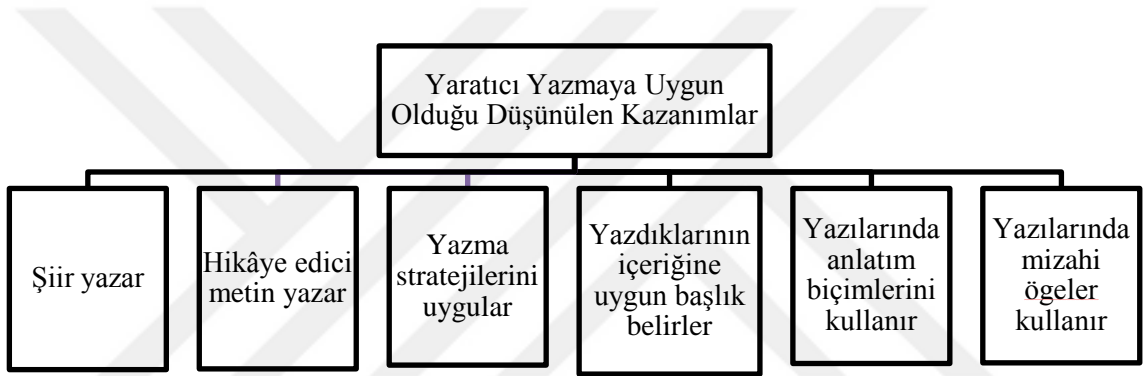 Yaratıcı Yazmaya Uygun
Olduğu Düşünülen Kazanımlar
Şiir yazar
Hikâye edici
metin yazar
Yazma
stratejilerini
uygular
Yazdıklarının
içeriğine
uygun başlık
belirler
Yazılarında
anlatım
biçimlerini
kullanır
Yazılarında
mizahi
ögeler
kullanır